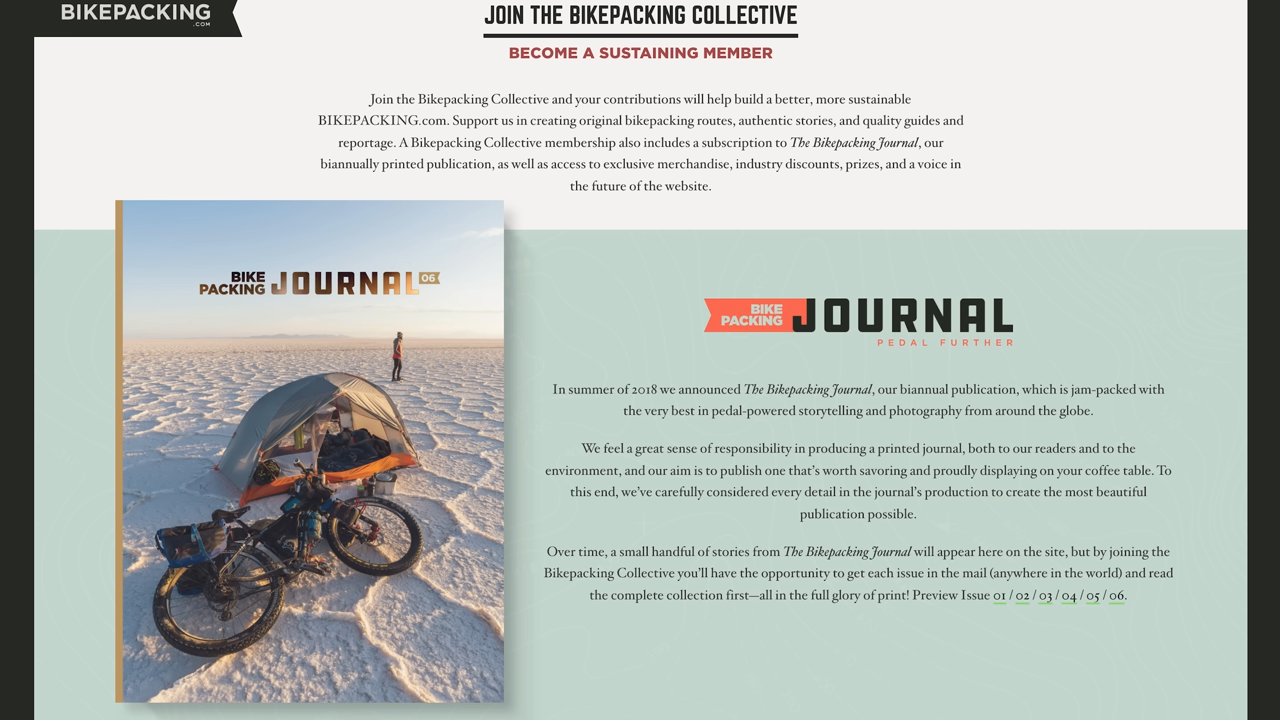 BIKEPACKING
.COM
JOIN THE BIKEPACKING COLLECTIVE
BECOME A SUSTAINING MEMBER
Join the Bikepacking Collective and your contributions will help build a better, more sustainable
BIKEPACKING.com. Support us in creating original bikepacking routes, authentic stories, and quality guides and
reportage. A Bikepacking Collective membership also includes a subscription to The Bikepacking Journal, our
biannually printed publication, as well as access to exclusive merchandise, industry discounts, prizes, and a voice in
the future of the website.
BIKE
PACKING JOURNAL 06
BIKE
PACKING JOURNAL
PEDAL FURTHER
In summer of 2018 we announced The Bikepacking Journal, our biannual publication, which is jam-packed with
the very best in pedal-powered storytelling and photography from around the globe.
We feel a great sense of responsibility in producing a printed journal, both to our readers and to the
environment, and our aim is to publish one that's worth savoring and proudly displaying on your coffee table. To
this end, we've carefully considered every detail in the journal's production to create the most beautiful
publication possible.
Over time, a small handful of stories from The Bikepacking Journal will appear here on the site, but by joining the
Bikepacking Collective you'll have the opportunity to get each issue in the mail (anywhere in the world) and read
the complete collection first—all in the full glory of print! Preview Issue 01 / 02 / 03 / 04 / 05 / 06.